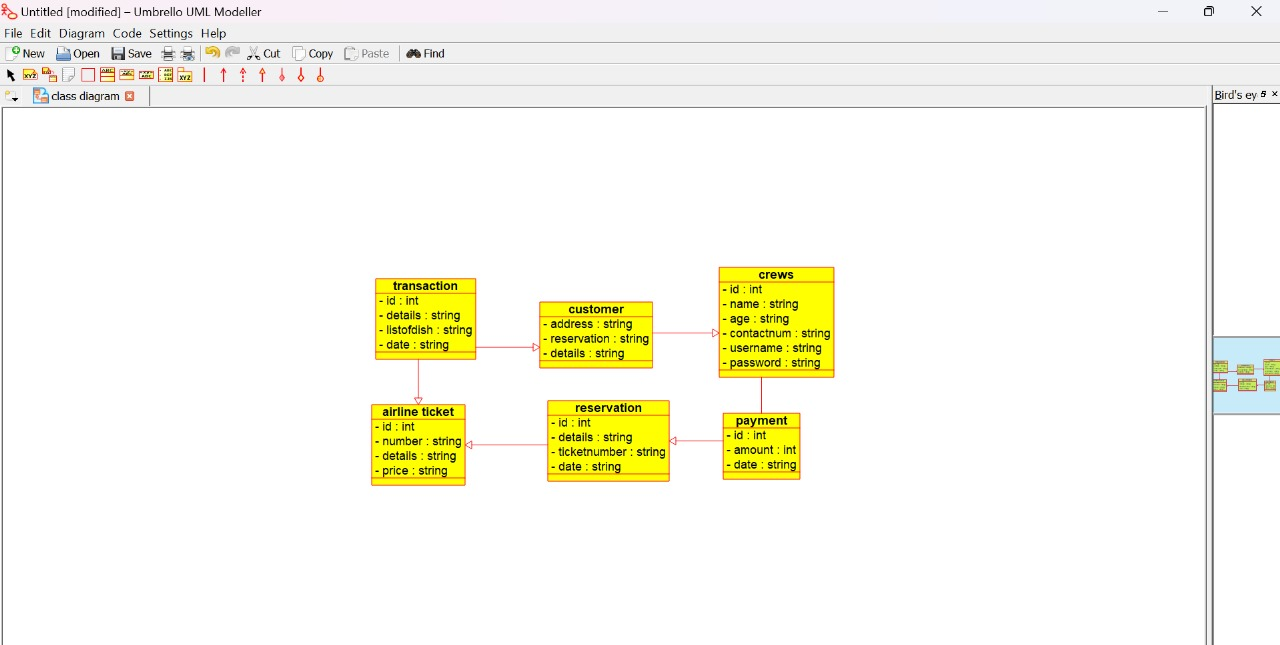 Untitled [modified] – Umbrello UML Modeller
File Edit Diagram Code Settings Help
New Open Save Cut Copy Paste Find
class diagram
Bird's ey
transaction
- id : int
- details : string
- listofdish : string
- date : string
customer
- address : string
- reservation : string
- details : string
crews
- id : int
- name : string
- age : string
- contactnum : string
- username : string
- password : string
airline ticket
- id : int
- number : string
- details : string
- price : string
reservation
- id : int
- details : string
- ticketnumber : string
- date : string
payment
- id : int
- amount : int
- date : string